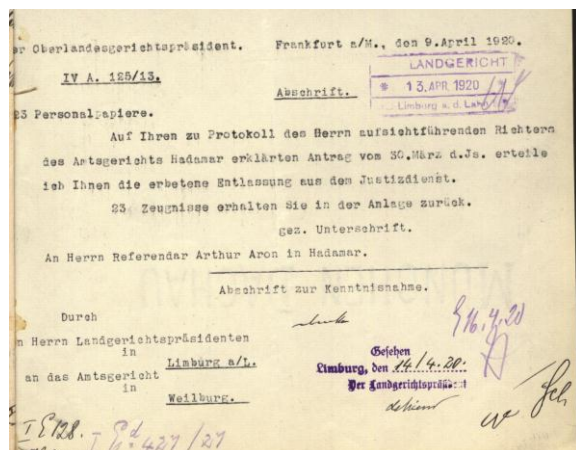 er Oberlandesgerichtspräsident. Frankfurt a/M., den 9.April 1920.
IV A. 125/13.
LANDGERICHT
13. APR. 1920
Limburg a. d. Lahn
Abschrift.
23 Personalpapiere.
Auf Ihren zu Protokoll des Herrn aufsichtführenden Richters
des Amtsgerichts Hadamar erklärten Antrag vom 30.März d.Js. erteile
ich Ihnen die erbetene Entlassung aus dem Justizdienst.
23 Zeugnisse erhalten Sie in der Anlage zurück.
gez. Unterschrift.
An Herrn Referendar Arthur Aron in Hadamar.
Abschrift zur Kenntnisnahme.
Durch
n Herrn Landgerichtspräsidenten
in
Limburg a/L.
an das Amtsgericht
in
Weilburg.
16.4.20
Gesehen
Limburg, den 14/4.20.
Der Landgerichtspräsident